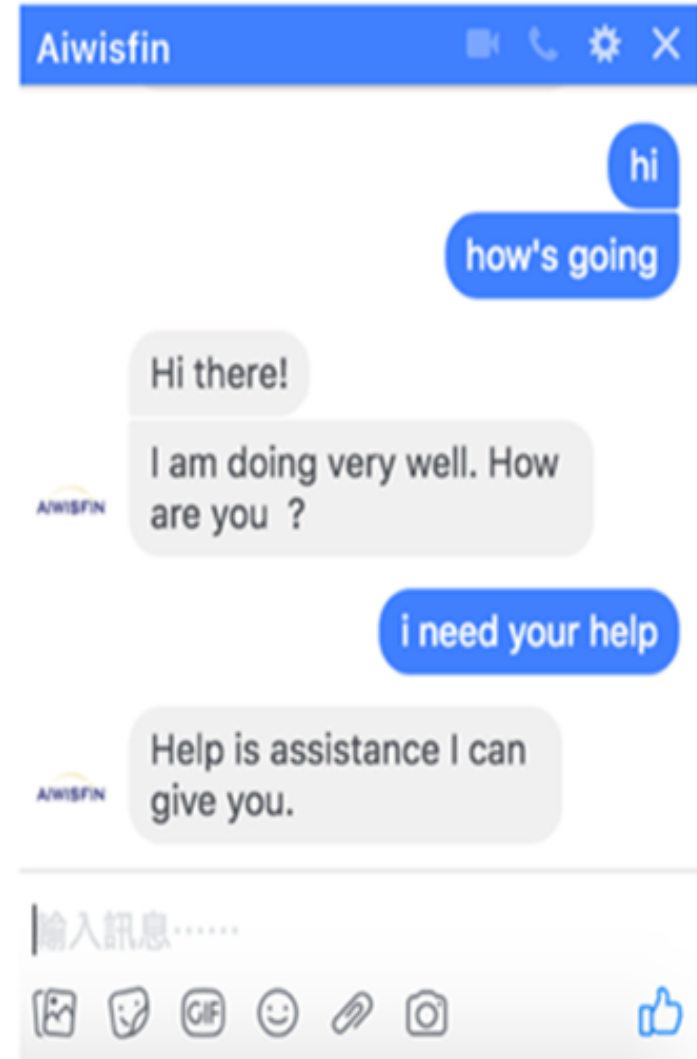 Aiwisfin
hi
how's going
Hi there!
I am doing very well. How
are you ?
AIWISFIN
i need your help
Help is assistance I can
give you.
AIWISFIN
輸入訊息……
GIF